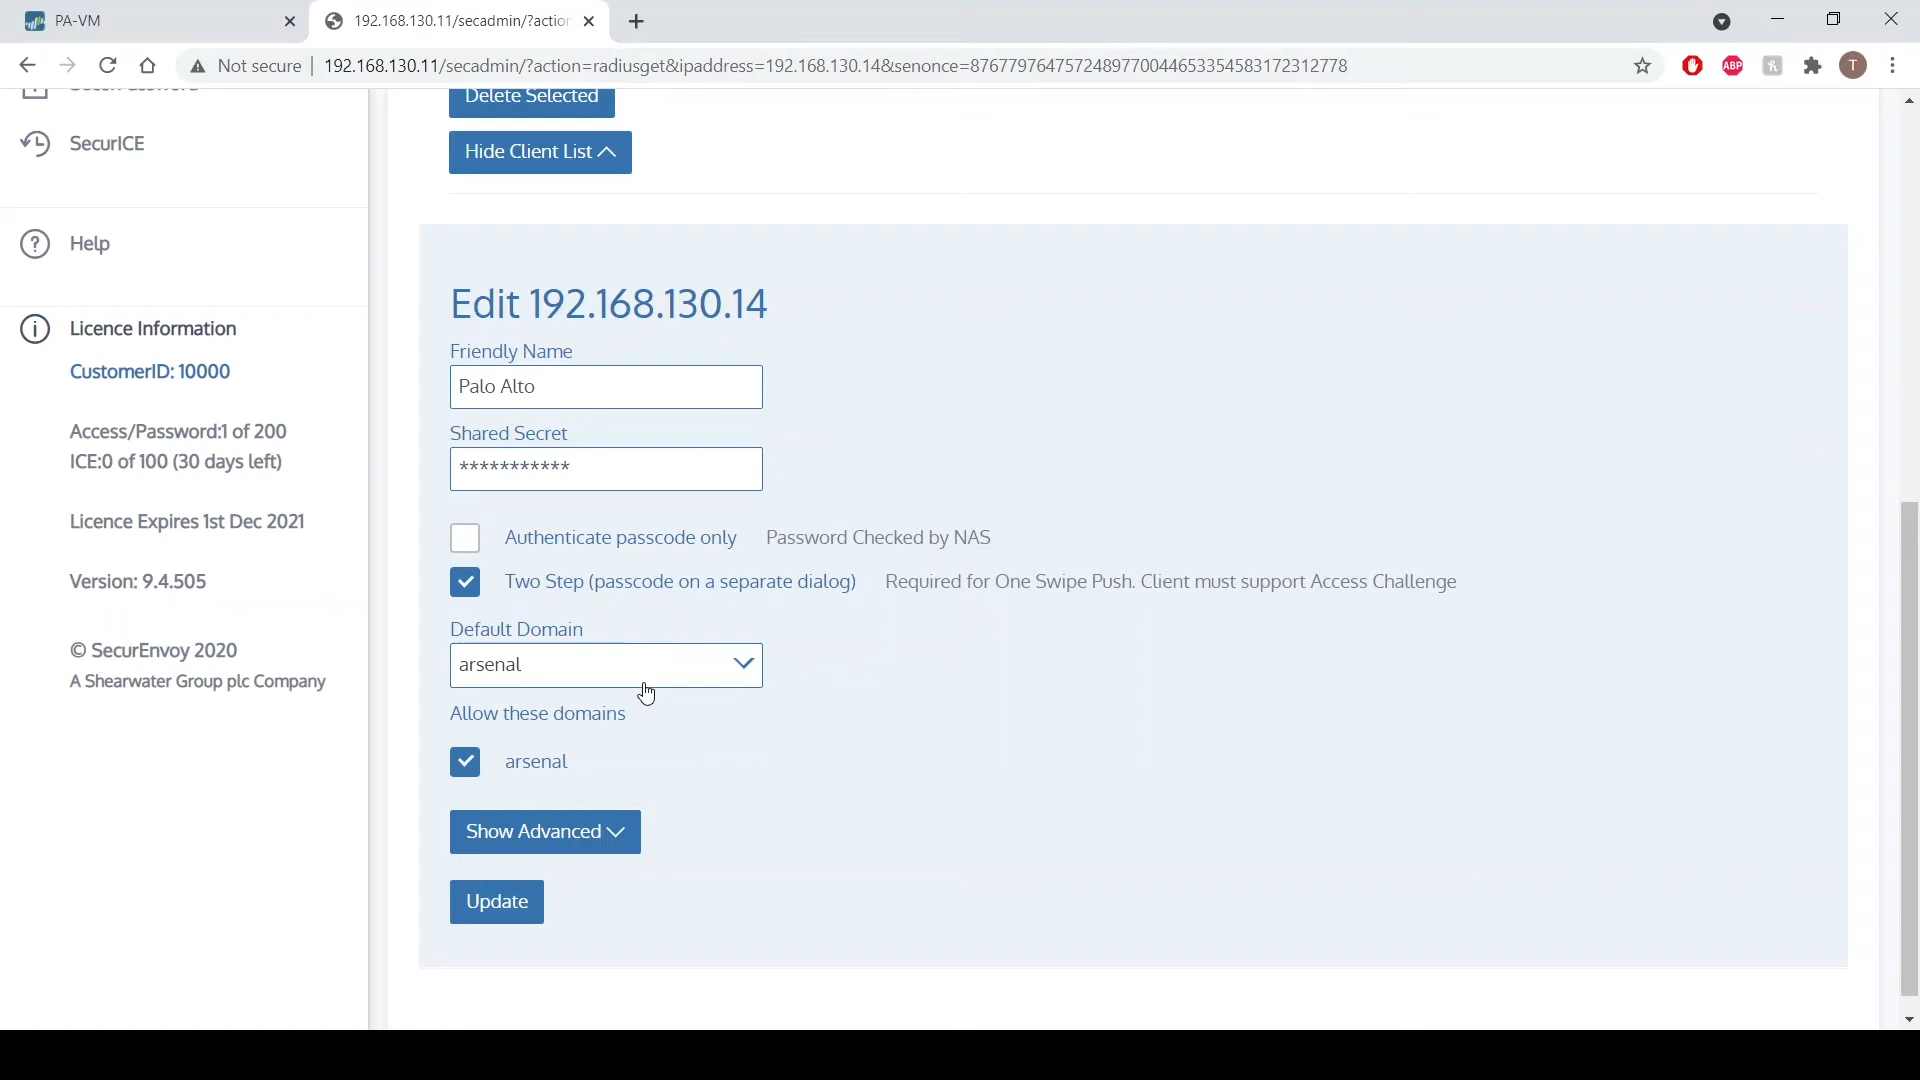 PA-VM
192.168.130.11/secadmin/?action
Not secure
192.168.130.11/secadmin/?action=radiusget&ipaddress=192.168.130.14&senonce=8767797647572489770044653354583172312778
ABP
T
Delete Selected
SecurICE
Hide Client List
Help
Edit 192.168.130.14
Licence Information
Friendly Name
CustomerID: 10000
Palo Alto
Access/Password:1 of 200
Shared Secret
ICE:0 of 100 (30 days left)
***********
Licence Expires 1st Dec 2021
Authenticate passcode only Password Checked by NAS
Version: 9.4.505
Two Step (passcode on a separate dialog) Required for One Swipe Push. Client must support Access Challenge
Default Domain
© SecurEnvoy 2020
arsenal
A Shearwater Group plc Company
Allow these domains
arsenal
Show Advanced
Update